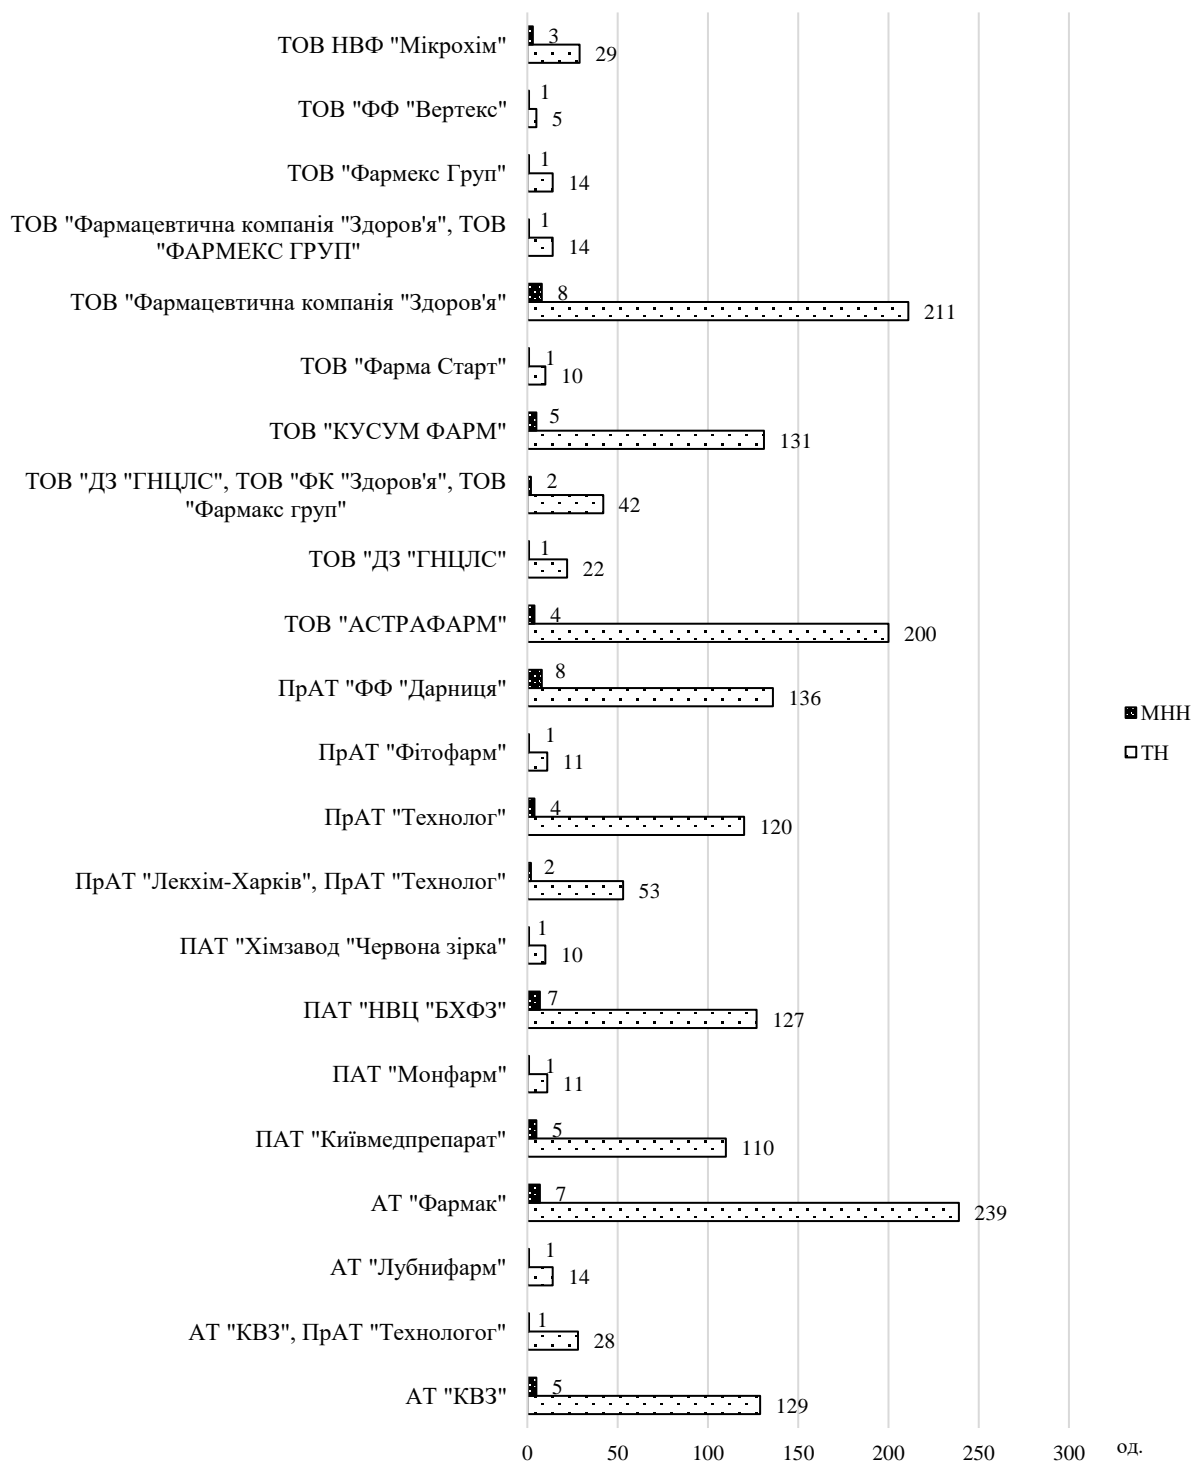 ТОВ НВФ "Мікрохім"
3
29
ТОВ "ФФ "Вертекс"
1
5
ТОВ "Фармекс Груп"
1
14
ТОВ "Фармацевтична компанія "Здоров'я", ТОВ
"ФАРМЕКС ГРУП"
1
14
ТОВ "Фармацевтична компанія "Здоров'я"
8
211
ТОВ "Фарма Старт"
1
10
ТОВ "КУСУМ ФАРМ"
5
131
ТОВ "ДЗ "ГНЦЛС", ТОВ "ФК "Здоров'я", ТОВ
"Фармакс груп"
2
42
ТОВ "ДЗ "ГНЦЛС"
1
22
ТОВ "АСТРАФАРМ"
4
200
ПрАТ "ФФ "Дарниця"
8
136
ПрАТ "Фітофарм"
1
11
ПрАТ "Технолог"
4
120
ПрАТ "Лекхім-Харків", ПрАТ "Технолог"
2
53
ПАТ "Хімзавод "Червона зірка"
1
10
ПАТ "НВЦ "БХФЗ"
7
127
ПАТ "Монфарм"
1
11
ПАТ "Київмедпрепарат"
5
110
АТ "Фармак"
7
239
АТ "Лубнифарм"
1
14
АТ "КВЗ", ПрАТ "Технологог"
1
28
АТ "КВЗ"
5
129
МНН
ТН
0 50 100 150 200 250 300 од.